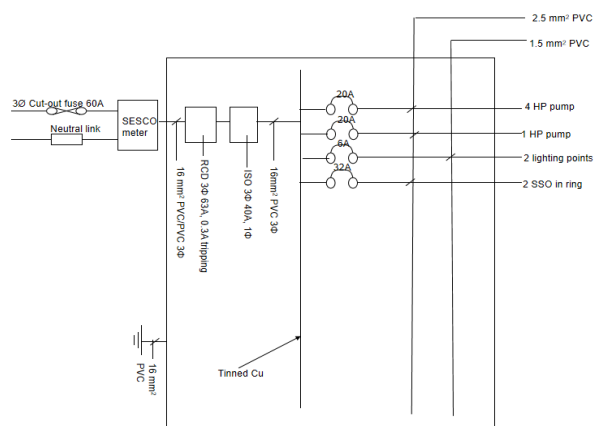 2.5 mm² PVC
1.5 mm² PVC
3Ø Cut-out fuse 60A
Neutral link
SESCO
meter
20A
4 HP pump
20A
1 HP pump
6A
2 lighting points
32A
2 SSO in ring
16 mm² PVC/PVC 3Φ
RCD 3Φ 63A, 0.3A tripping
ISO 3Φ 40A, 1Φ
16mm² PVC 3Φ
16 mm²
PVC
Tinned Cu